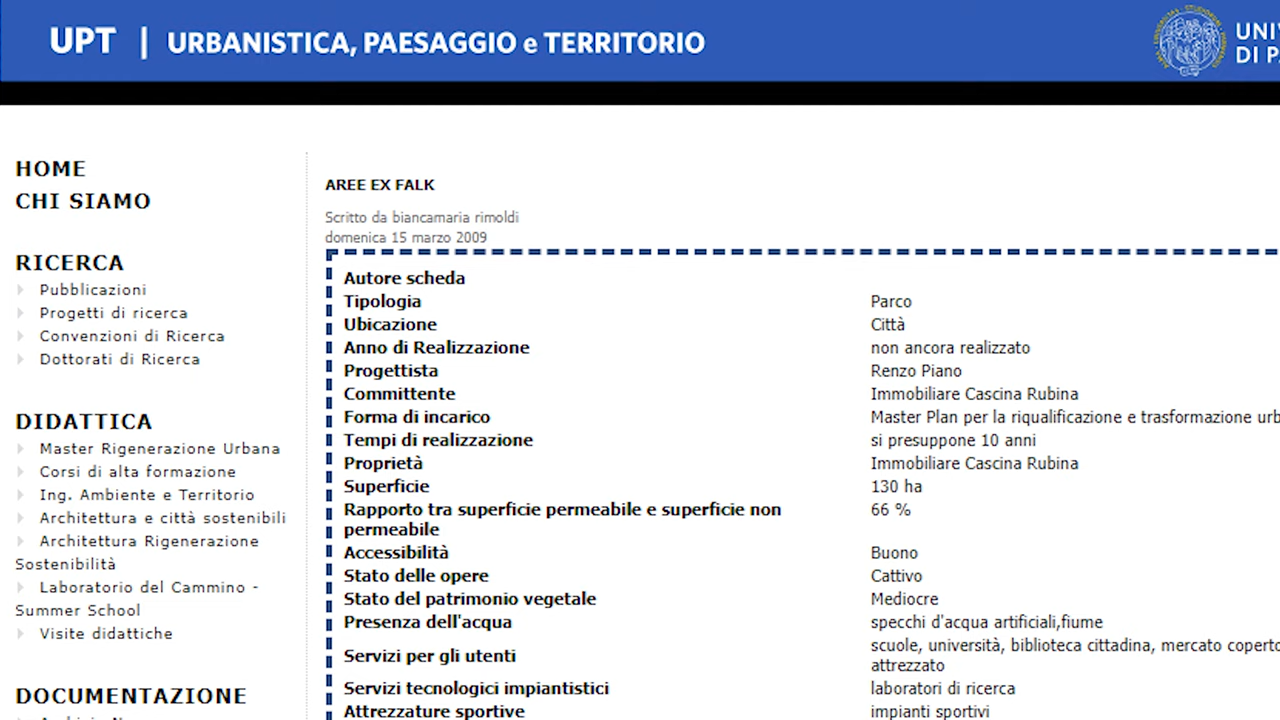 UPT | URBANISTICA, PAESAGGIO e TERRITORIO
HOME
CHI SIAMO
RICERCA
Pubblicazioni
Progetti di ricerca
Convenzioni di Ricerca
Dottorati di Ricerca
DIDATTICA
Master Rigenerazione Urbana
Corsi di alta formazione
Ing. Ambiente e Territorio
Architettura e città sostenibili
Architettura Rigenerazione
Sostenibilità
Laboratorio del Cammino -
Summer School
Visite didattiche
DOCUMENTAZIONE
AREE EX FALK
Scritto da biancamaria rimoldi
domenica 15 marzo 2009
Autore scheda
Tipologia Parco
Ubicazione Città
Anno di Realizzazione non ancora realizzato
Progettista Renzo Piano
Committente Immobiliare Cascina Rubina
Forma di incarico Master Plan per la riqualificazione e trasformazione urb
Tempi di realizzazione si presuppone 10 anni
Proprietà Immobiliare Cascina Rubina
Superficie 130 ha
Rapporto tra superficie permeabile e superficie non 66 %
permeabile
Accessibilità Buono
Stato delle opere Cattivo
Stato del patrimonio vegetale Mediocre
Presenza dell'acqua specchi d'acqua artificiali,fiume
Servizi per gli utenti scuole, università, biblioteca cittadina, mercato coperto
attrezzato
Servizi tecnologici impiantistici laboratori di ricerca
Attrezzature sportive impianti sportivi
UNI
DI P